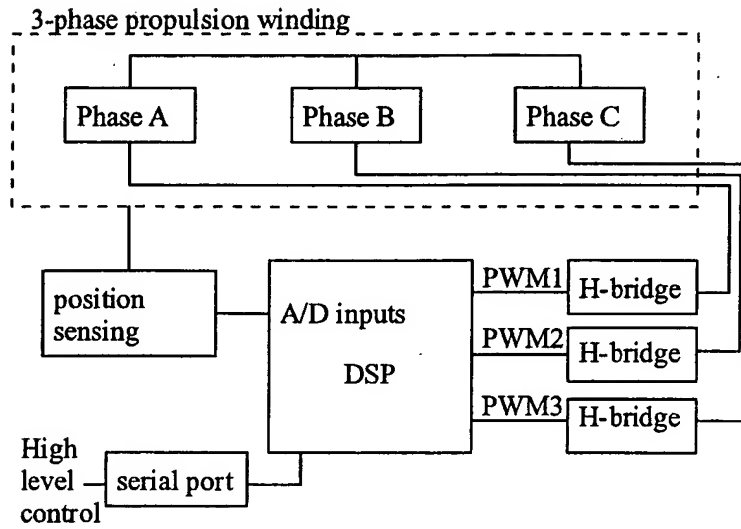 3-phase propulsion winding
Phase A
Phase B
Phase C
position
sensing
A/D inputs
DSP
PWM1
H-bridge
PWM2
H-bridge
PWM3
H-bridge
High
level
control
serial port